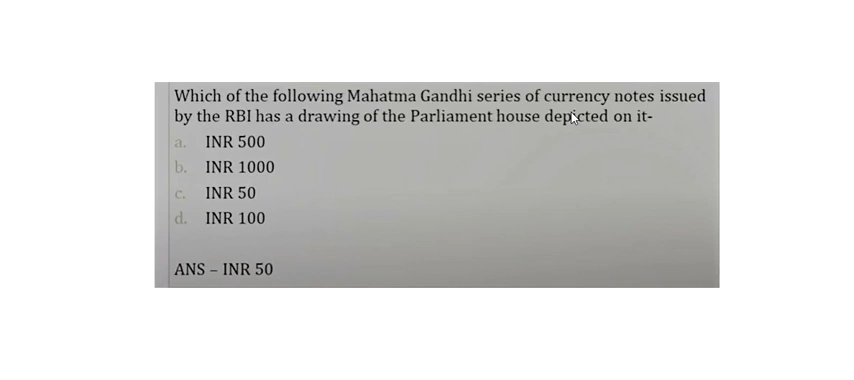 Which of the following Mahatma Gandhi series of currency notes issued
by the RBI has a drawing of the Parliament house depicted on it-
a. INR 500
b. INR 1000
c. INR 50
d. INR 100
ANS – INR 50